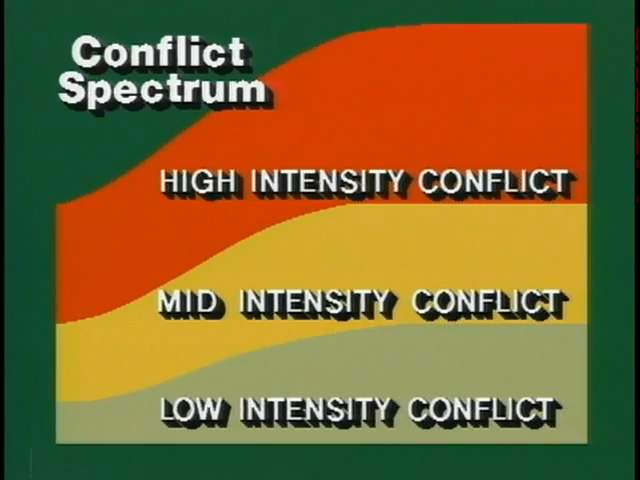 Conflict
Spectrum
HIGH INTENSITY CONFLICT
MID INTENSITY CONFLICT
LOW INTENSITY CONFLICT